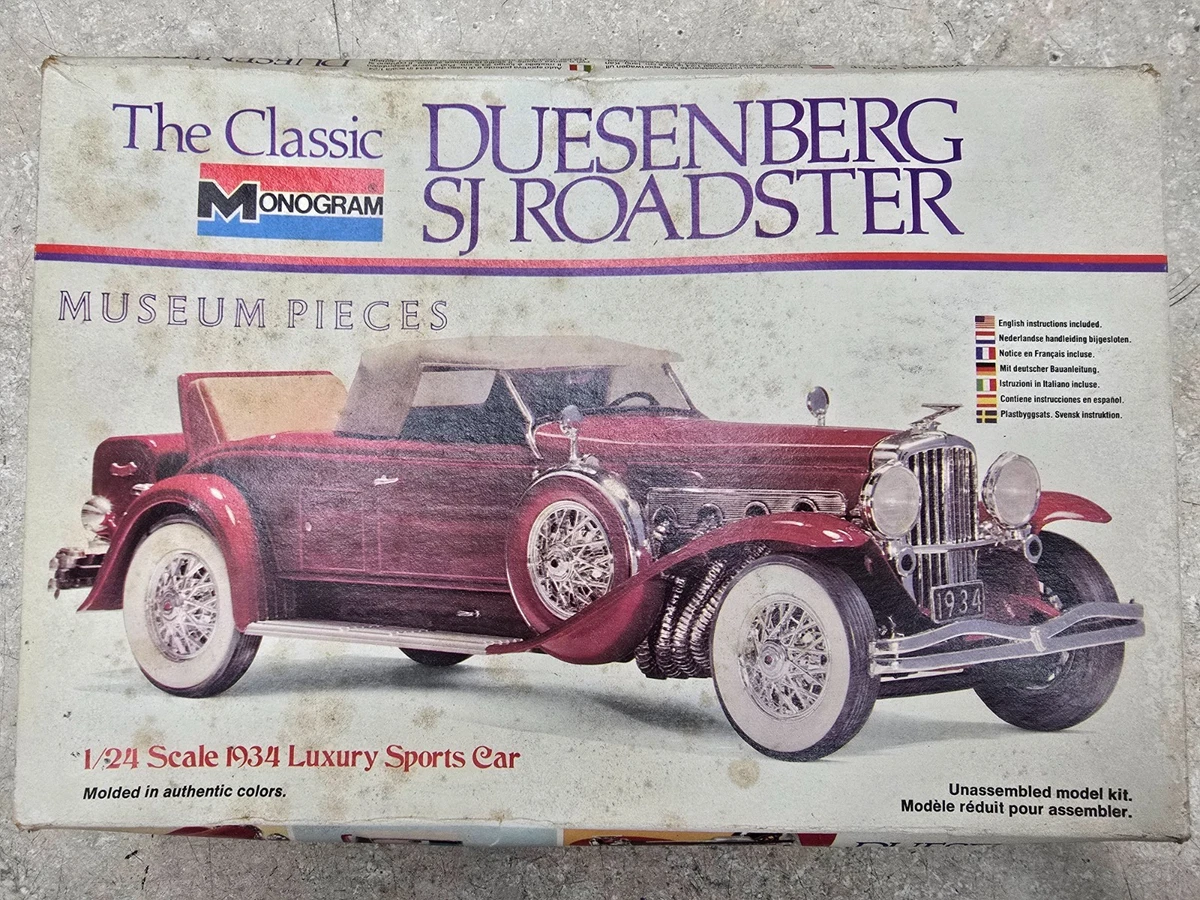 The Classic
MONOGRAM®
DUESENBERG
SJ ROADSTER
MUSEUM PIECES
English instructions included.
Nederlandse handleiding bijgesloten.
Notice en Français incluse.
Mit deutscher Bauanleitung.
Istruzioni in Italiano incluse.
Contiene instrucciones en español.
Plastbyggsats. Svensk instruktion.
1934
1/24 Scale 1934 Luxury Sports Car
Molded in authentic colors.
Unassembled model kit.
Modèle réduit pour assembler.